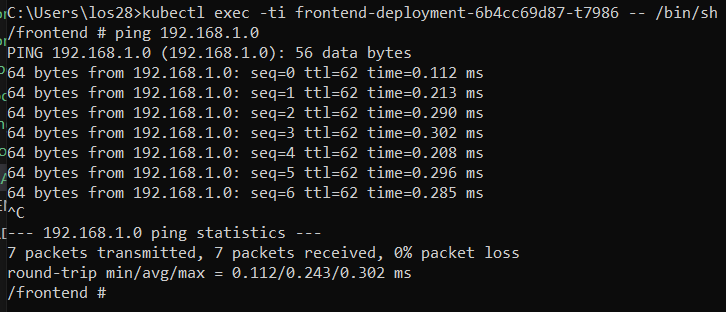 C:\Users\los28>kubectl exec -ti frontend-deployment-6b4cc69d87-t7986 -- /bin/sh
/frontend # ping 192.168.1.0
PING 192.168.1.0 (192.168.1.0): 56 data bytes
64 bytes from 192.168.1.0: seq=0 ttl=62 time=0.112 ms
64 bytes from 192.168.1.0: seq=1 ttl=62 time=0.213 ms
64 bytes from 192.168.1.0: seq=2 ttl=62 time=0.290 ms
64 bytes from 192.168.1.0: seq=3 ttl=62 time=0.302 ms
64 bytes from 192.168.1.0: seq=4 ttl=62 time=0.208 ms
64 bytes from 192.168.1.0: seq=5 ttl=62 time=0.296 ms
64 bytes from 192.168.1.0: seq=6 ttl=62 time=0.285 ms
^C
--- 192.168.1.0 ping statistics ---
7 packets transmitted, 7 packets received, 0% packet loss
round-trip min/avg/max = 0.112/0.243/0.302 ms
/frontend #